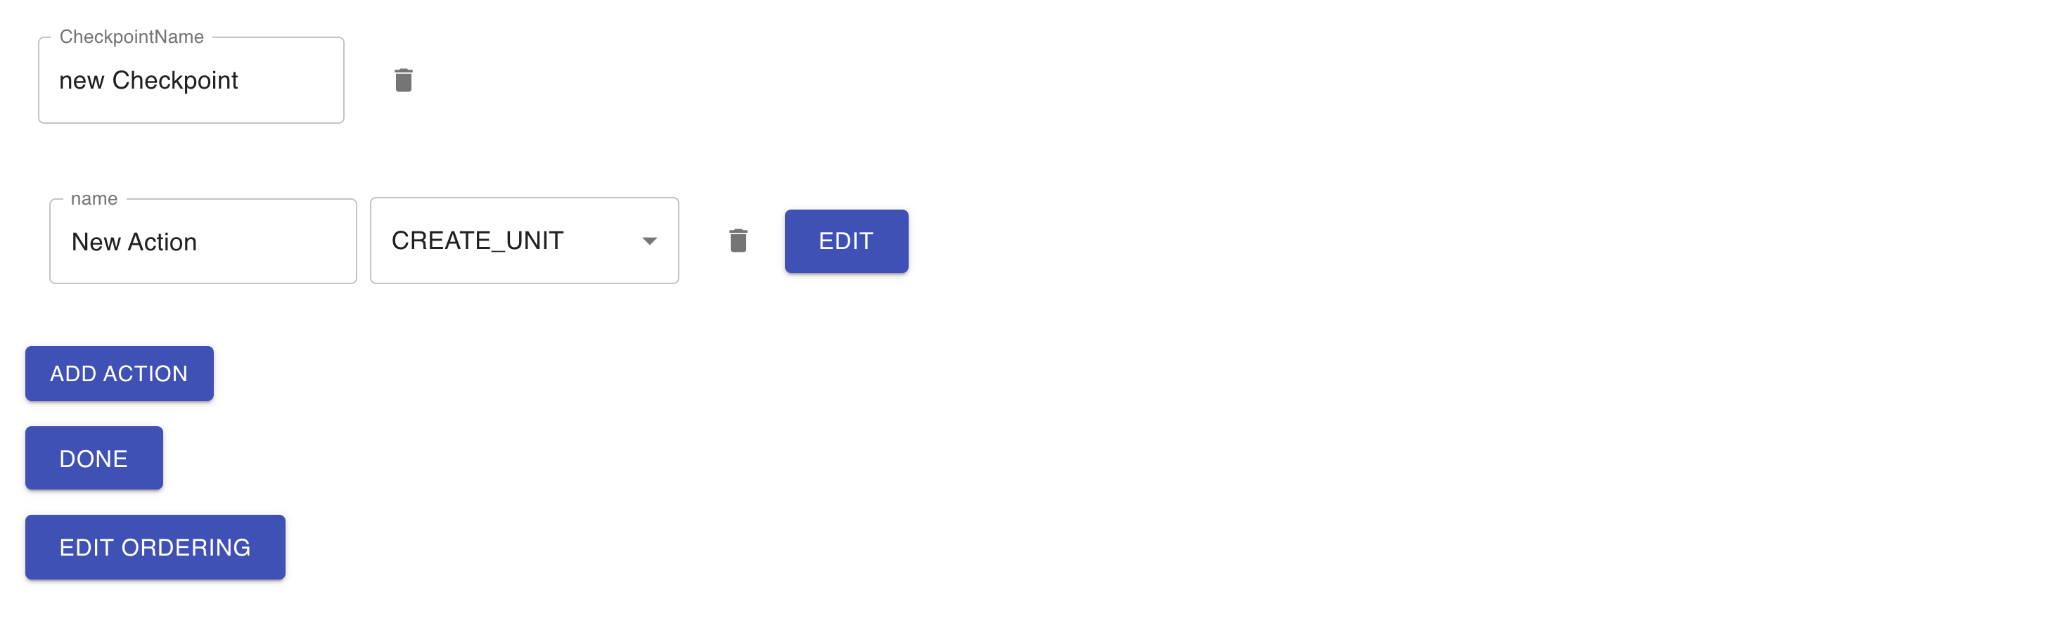 CheckpointName
new Checkpoint
name
New Action
CREATE_UNIT
EDIT
ADD ACTION
DONE
EDIT ORDERING